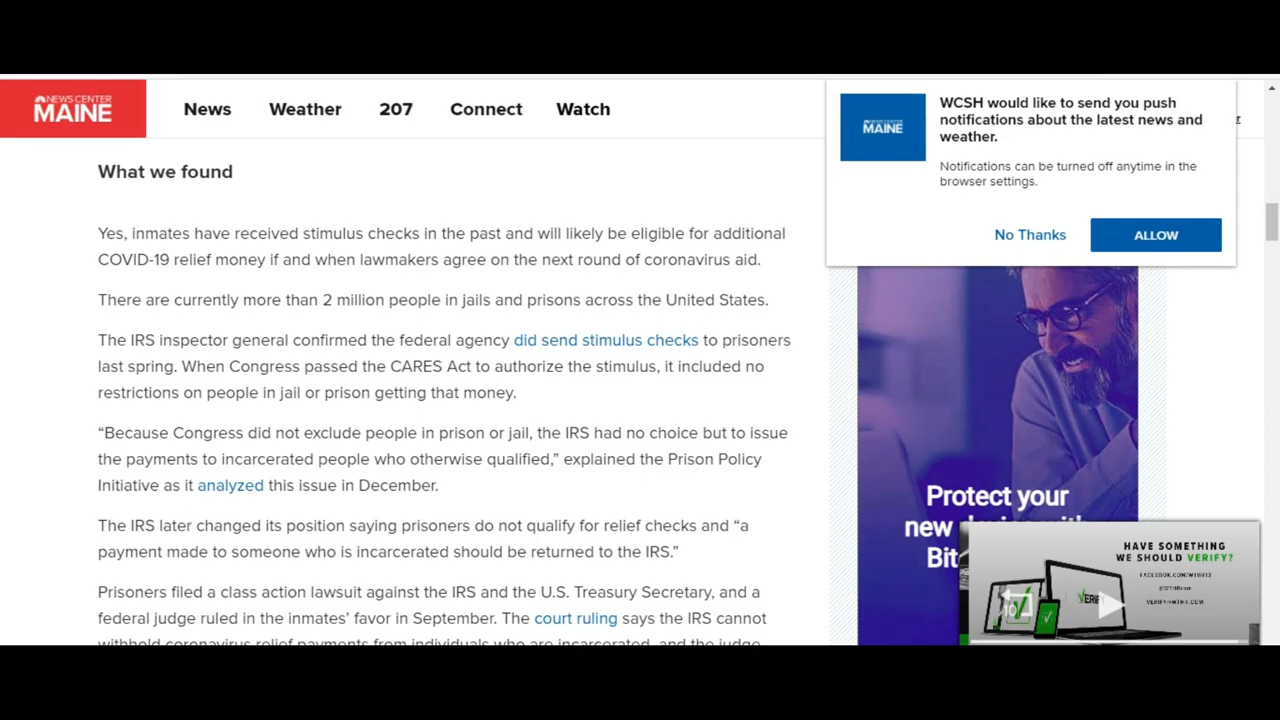 NEWS CENTER
MAINE
News
Weather
207
Connect
Watch
What we found
Yes, inmates have received stimulus checks in the past and will likely be eligible for additional
COVID-19 relief money if and when lawmakers agree on the next round of coronavirus aid.
There are currently more than 2 million people in jails and prisons across the United States.
The IRS inspector general confirmed the federal agency did send stimulus checks to prisoners
last spring. When Congress passed the CARES Act to authorize the stimulus, it included no
restrictions on people in jail or prison getting that money.
“Because Congress did not exclude people in prison or jail, the IRS had no choice but to issue
the payments to incarcerated people who otherwise qualified,” explained the Prison Policy
Initiative as it analyzed this issue in December.
The IRS later changed its position saying prisoners do not qualify for relief checks and “a
payment made to someone who is incarcerated should be returned to the IRS.”
Prisoners filed a class action lawsuit against the IRS and the U.S. Treasury Secretary, and a
federal judge ruled in the inmates’ favor in September. The court ruling says the IRS cannot
withhold coronavirus relief payments from individuals who are incarcerated, and the judge
MAINE
WCSH would like to send you push
notifications about the latest news and
weather.
Notifications can be turned off anytime in the
browser settings.
No Thanks
ALLOW
Protect your
new
Bit
HAVE SOMETHING
WE SHOULD VERIFY?
FACEBOOK.COM/WTHR13
VERIFY@WTHR.COM
VERIFY
10